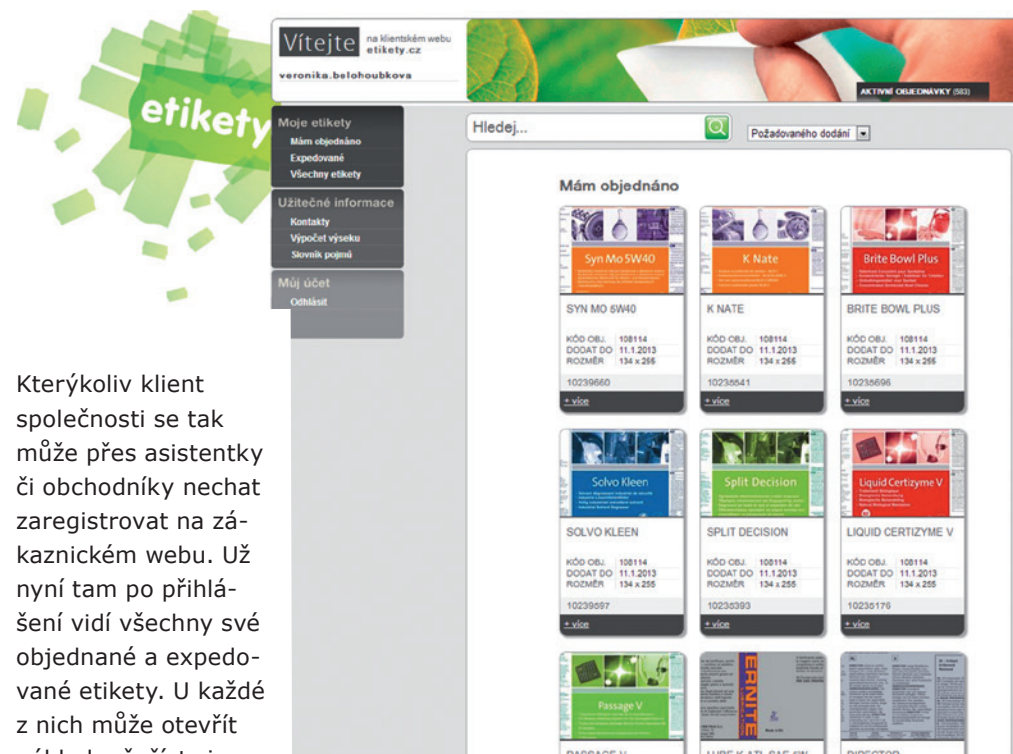 etikety
Vítejte na klientském webu
etikety.cz
veronika.belohoubkova
AKTIVNÍ OBJEDNÁVKY (583)
Moje etikety
Mám objednáno
Expedované
Všechny etikety
Užitečné informace
Kontakty
Výpočet výseku
Slovník pojmů
Můj účet
Odhlásit
Hledej...
Požadovaného dodání
Mám objednáno
Syn Mo 5W40
SYN MO 5W40
KÓD OBJ. 108114
DODAT DO 11.1.2013
ROZMĚR 134 x 255
10239660
+ více
K Nate
K NATE
KÓD OBJ. 108114
DODAT DO 11.1.2013
ROZMĚR 134 x 255
10238841
+ více
Brite Bowl Plus
BRITE BOWL PLUS
KÓD OBJ. 108114
DODAT DO 11.1.2013
ROZMĚR 134 x 255
10238696
+ více
Solvo Kleen
SOLVO KLEEN
KÓD OBJ. 108114
DODAT DO 11.1.2013
ROZMĚR 134 x 255
10239897
+ více
Split Decision
SPLIT DECISION
KÓD OBJ. 108114
DODAT DO 11.1.2013
ROZMĚR 134 x 255
10238393
+ více
Liquid Certizyme V
LIQUID CERTIZYME V
KÓD OBJ. 108114
DODAT DO 11.1.2013
ROZMĚR 134 x 255
10238176
+ více
Passage V
PASSAGE V
ERNITE
DIRECTOR
Kterýkoliv klient
společnosti se tak
může přes asistentky
či obchodníky nechat
zaregistrovat na zá-
kaznickém webu. Už
nyní tam po přihlá-
šení vidí všechny své
objednané a expedo-
vané etikety. U každé
z nich může otevřít